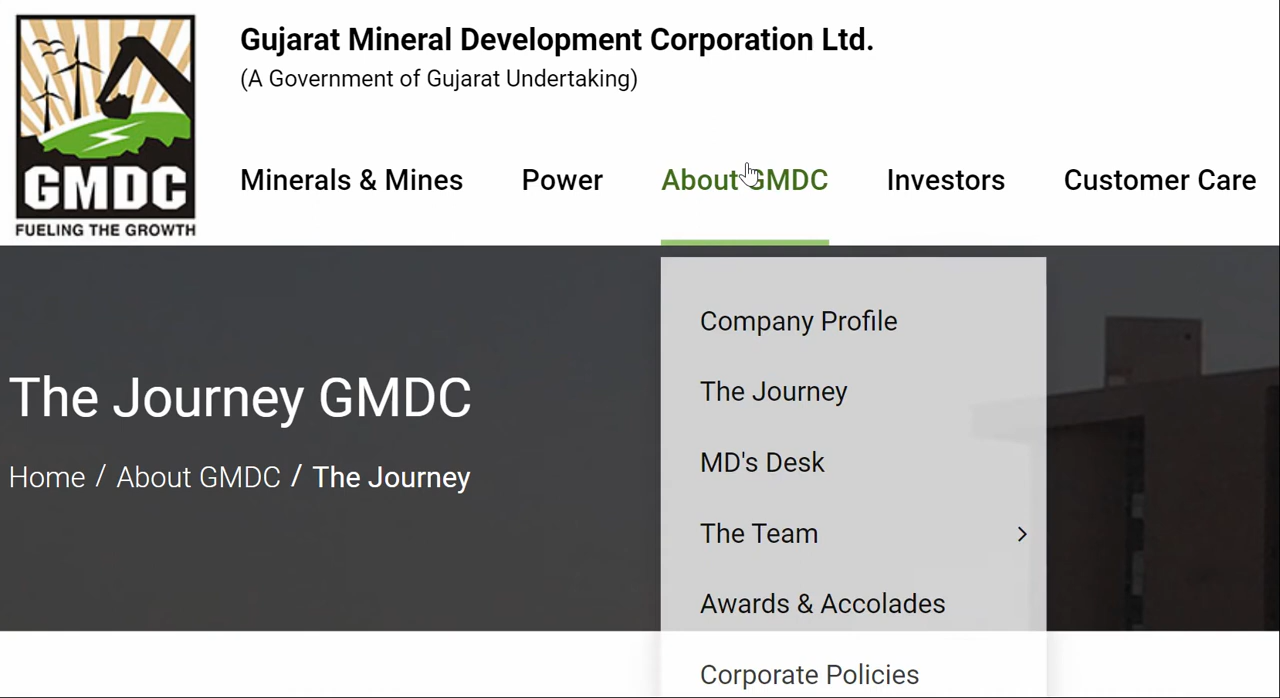 Gujarat Mineral Development Corporation Ltd.
(A Government of Gujarat Undertaking)
GMDC
FUELING THE GROWTH
Minerals & Mines Power About GMDC Investors Customer Care
Company Profile
The Journey
MD's Desk
The Team
Awards & Accolades
Corporate Policies
The Journey GMDC
Home / About GMDC / The Journey